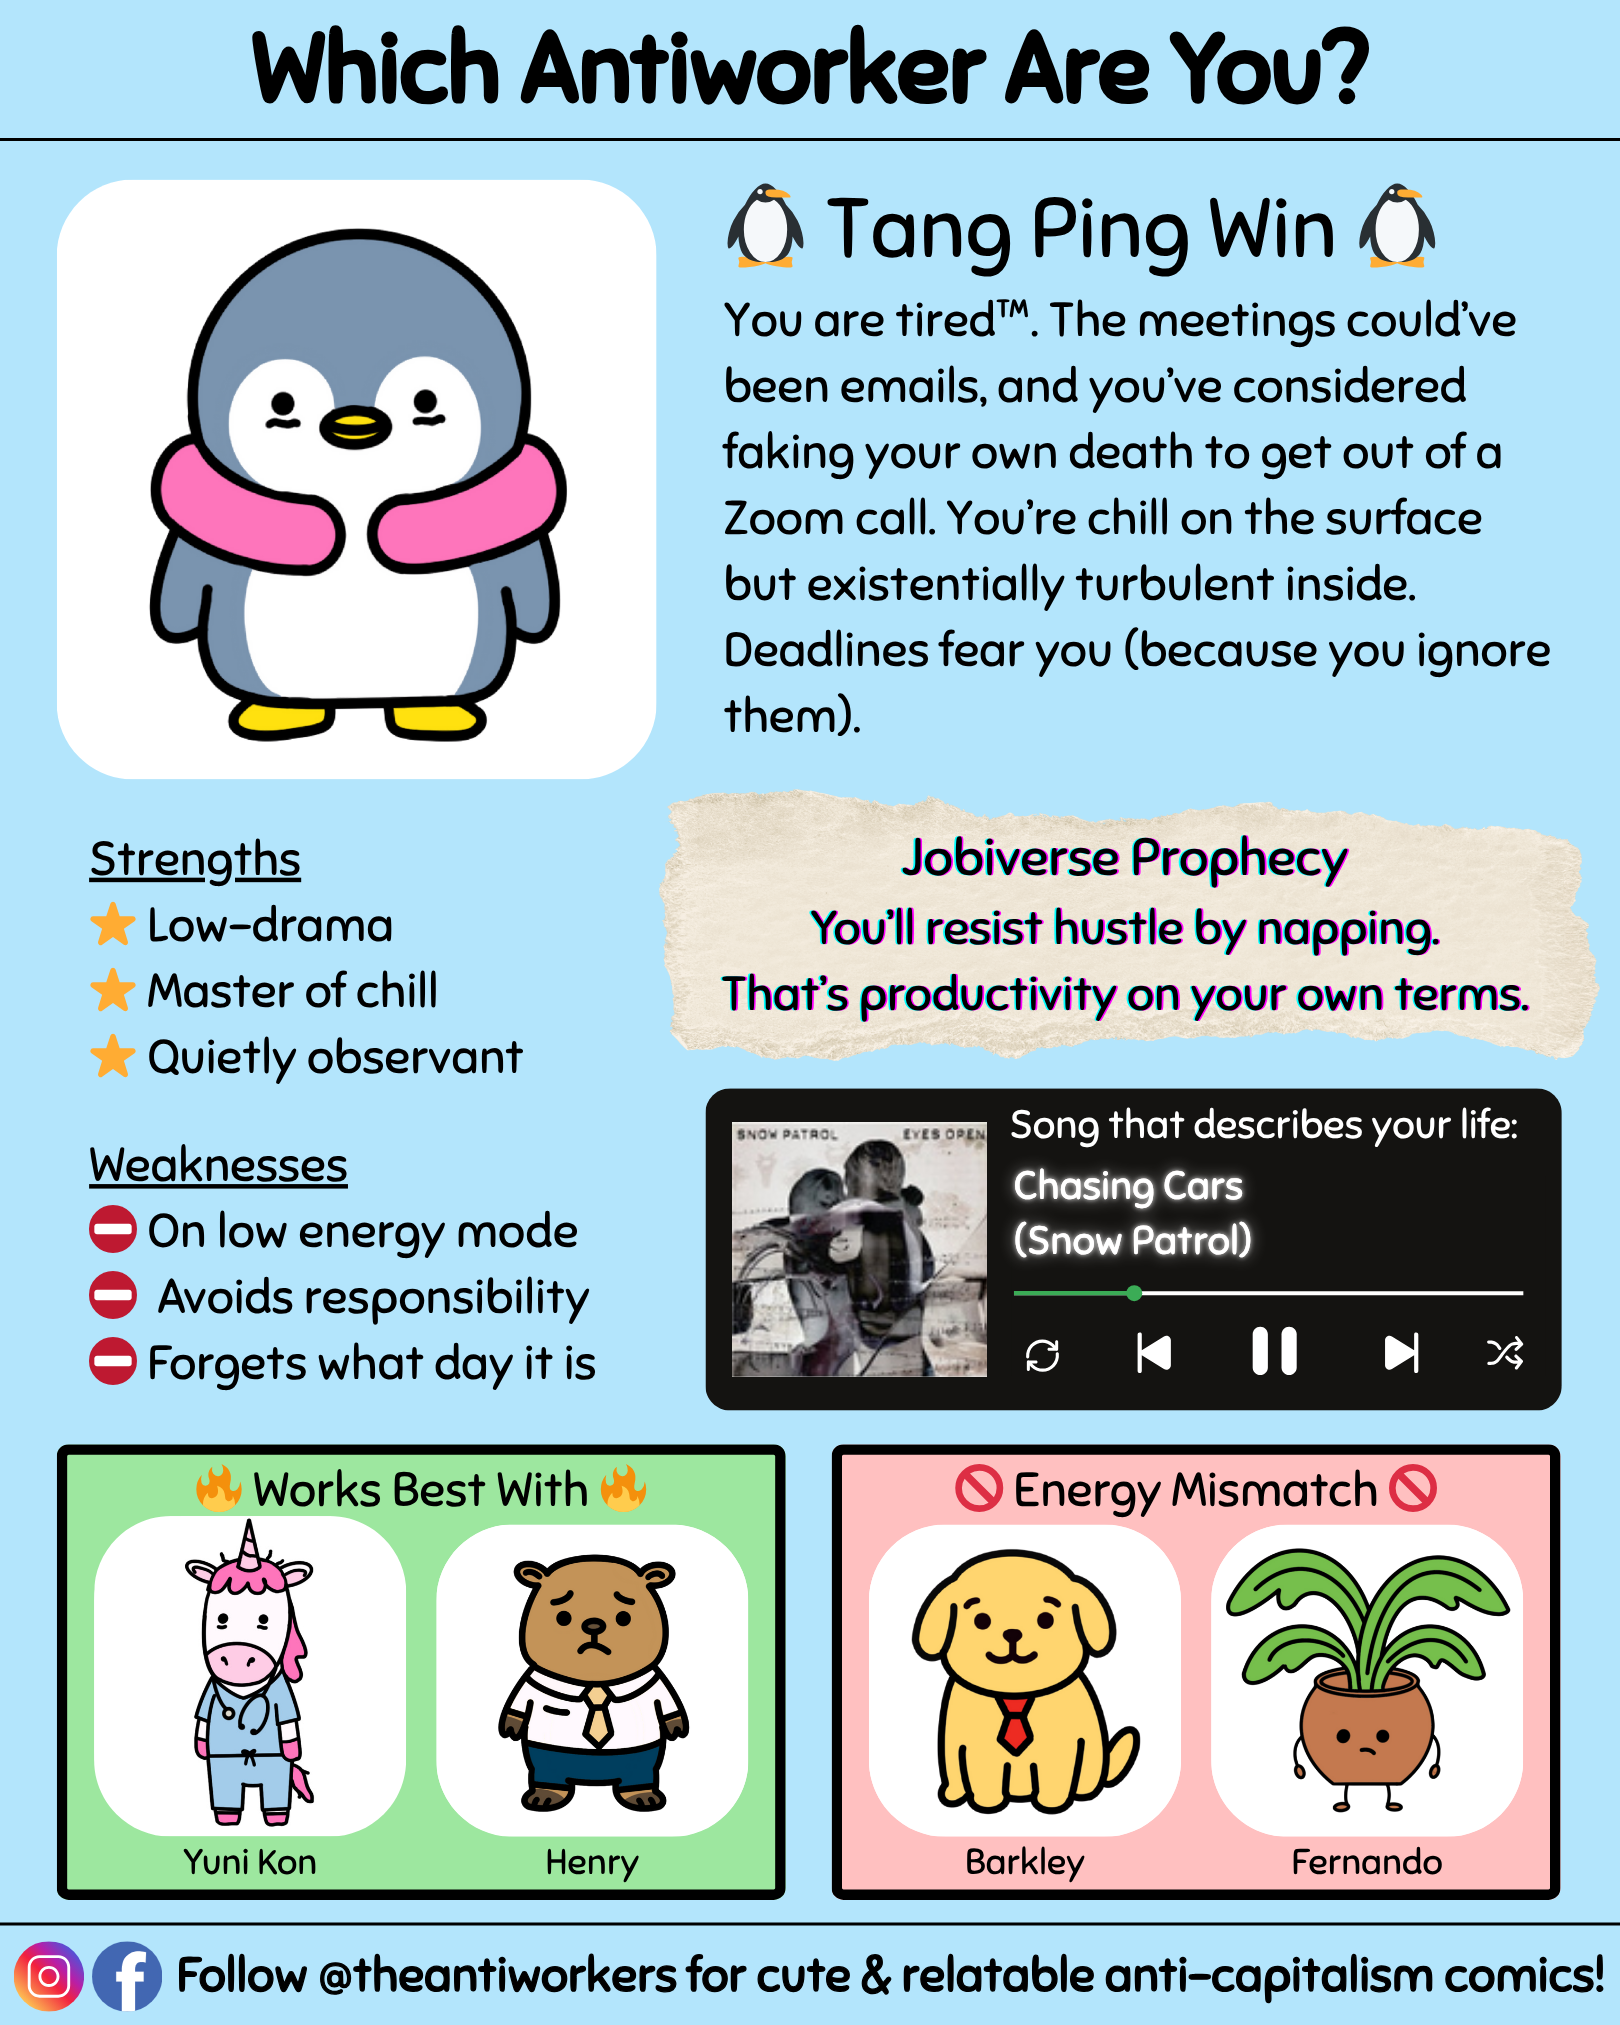 Which Antiworker Are You?
Tang Ping Win
You are tired™. The meetings could've
been emails, and you've considered
faking your own death to get out of a
Zoom call. You're chill on the surface
but existentially turbulent inside.
Deadlines fear you (because you ignore
them).
Strengths
Low-drama
Master of chill
Quietly observant
Weaknesses
On low energy mode
Avoids responsibility
Forgets what day it is
Jobiverse Prophecy
You'll resist hustle by napping.
That's productivity on your own terms.
SNOW PATROL EYES OPEN
Song that describes your life:
Chasing Cars
(Snow Patrol)
Works Best With
Yuni Kon
Henry
Energy Mismatch
Barkley
Fernando
Follow @theantiworkers for cute & relatable anti-capitalism comics!